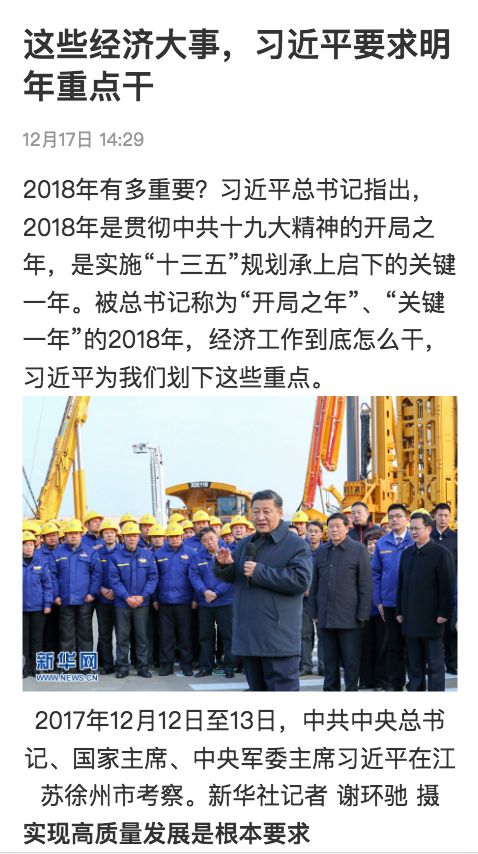 这些经济大事，习近平要求明
年重点干
12月17日 14:29
2018年有多重要？习近平总书记指出，
2018年是贯彻中共十九大精神的开局之
年，是实施“十三五”规划承上启下的关键
一年。被总书记称为“开局之年”、“关键
一年”的2018年，经济工作到底怎么干，
习近平为我们划下这些重点。
XDE110
新华网
WWW.NEWS.CN
2017年12月12日至13日，中共中央总书
记、国家主席、中央军委主席习近平在江
苏徐州市考察。新华社记者 谢环驰 摄
实现高质量发展是根本要求